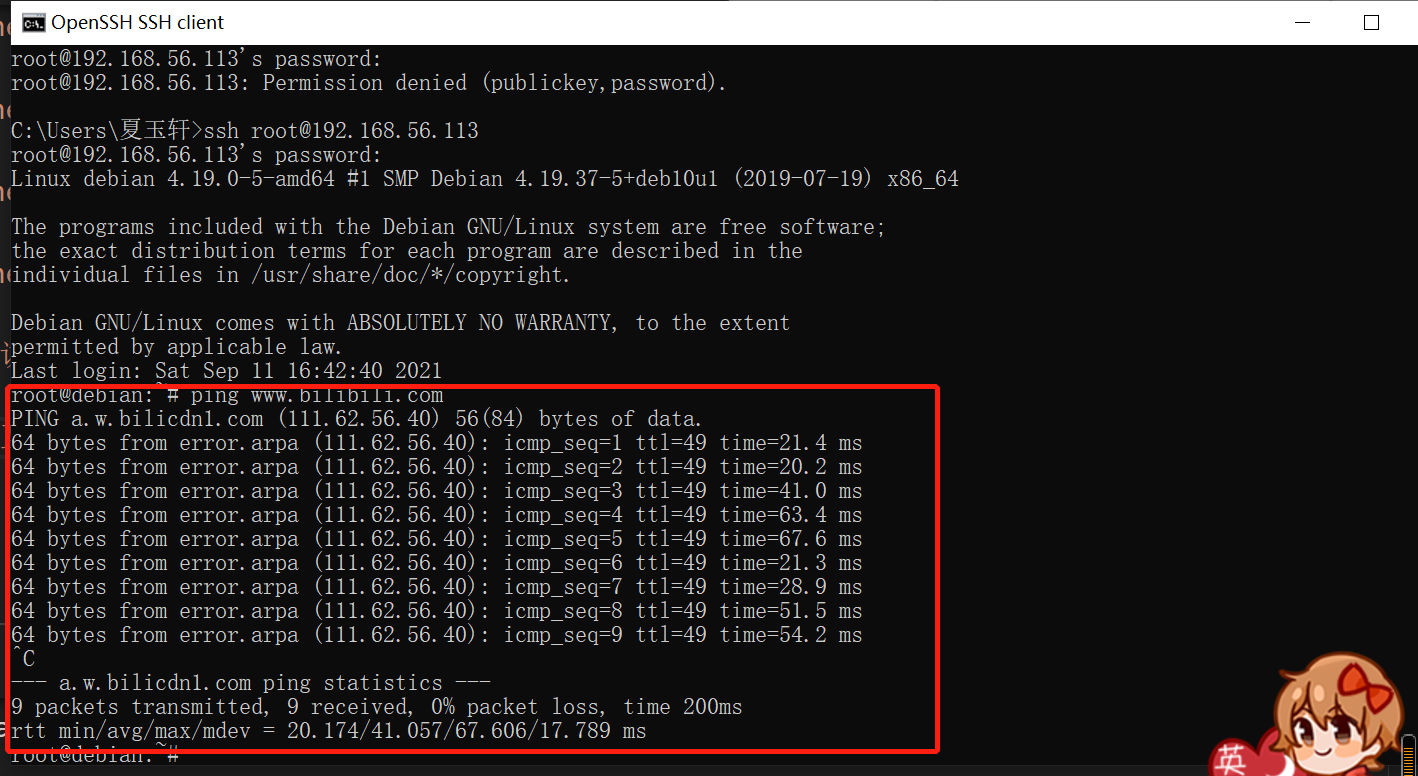 OpenSSH SSH client
root@192.168.56.113's password:
root@192.168.56.113: Permission denied (publickey,password).
C:\Users\夏玉轩>ssh root@192.168.56.113
root@192.168.56.113's password:
Linux debian 4.19.0-5-amd64 #1 SMP Debian 4.19.37-5+deb10u1 (2019-07-19) x86_64
The programs included with the Debian GNU/Linux system are free software;
the exact distribution terms for each program are described in the
individual files in /usr/share/doc/*/copyright.
Debian GNU/Linux comes with ABSOLUTELY NO WARRANTY, to the extent
permitted by applicable law.
Last login: Sat Sep 11 16:42:40 2021
root@debian:~# ping www.bilibili.com
PING a.w.bilicdn1.com (111.62.56.40) 56(84) bytes of data.
64 bytes from error.arpa (111.62.56.40): icmp_seq=1 ttl=49 time=21.4 ms
64 bytes from error.arpa (111.62.56.40): icmp_seq=2 ttl=49 time=20.2 ms
64 bytes from error.arpa (111.62.56.40): icmp_seq=3 ttl=49 time=41.0 ms
64 bytes from error.arpa (111.62.56.40): icmp_seq=4 ttl=49 time=63.4 ms
64 bytes from error.arpa (111.62.56.40): icmp_seq=5 ttl=49 time=67.6 ms
64 bytes from error.arpa (111.62.56.40): icmp_seq=6 ttl=49 time=21.3 ms
64 bytes from error.arpa (111.62.56.40): icmp_seq=7 ttl=49 time=28.9 ms
64 bytes from error.arpa (111.62.56.40): icmp_seq=8 ttl=49 time=51.5 ms
64 bytes from error.arpa (111.62.56.40): icmp_seq=9 ttl=49 time=54.2 ms
^C
--- a.w.bilicdn1.com ping statistics ---
9 packets transmitted, 9 received, 0% packet loss, time 200ms
rtt min/avg/max/mdev = 20.174/41.057/67.606/17.789 ms
root@debian:~#
英